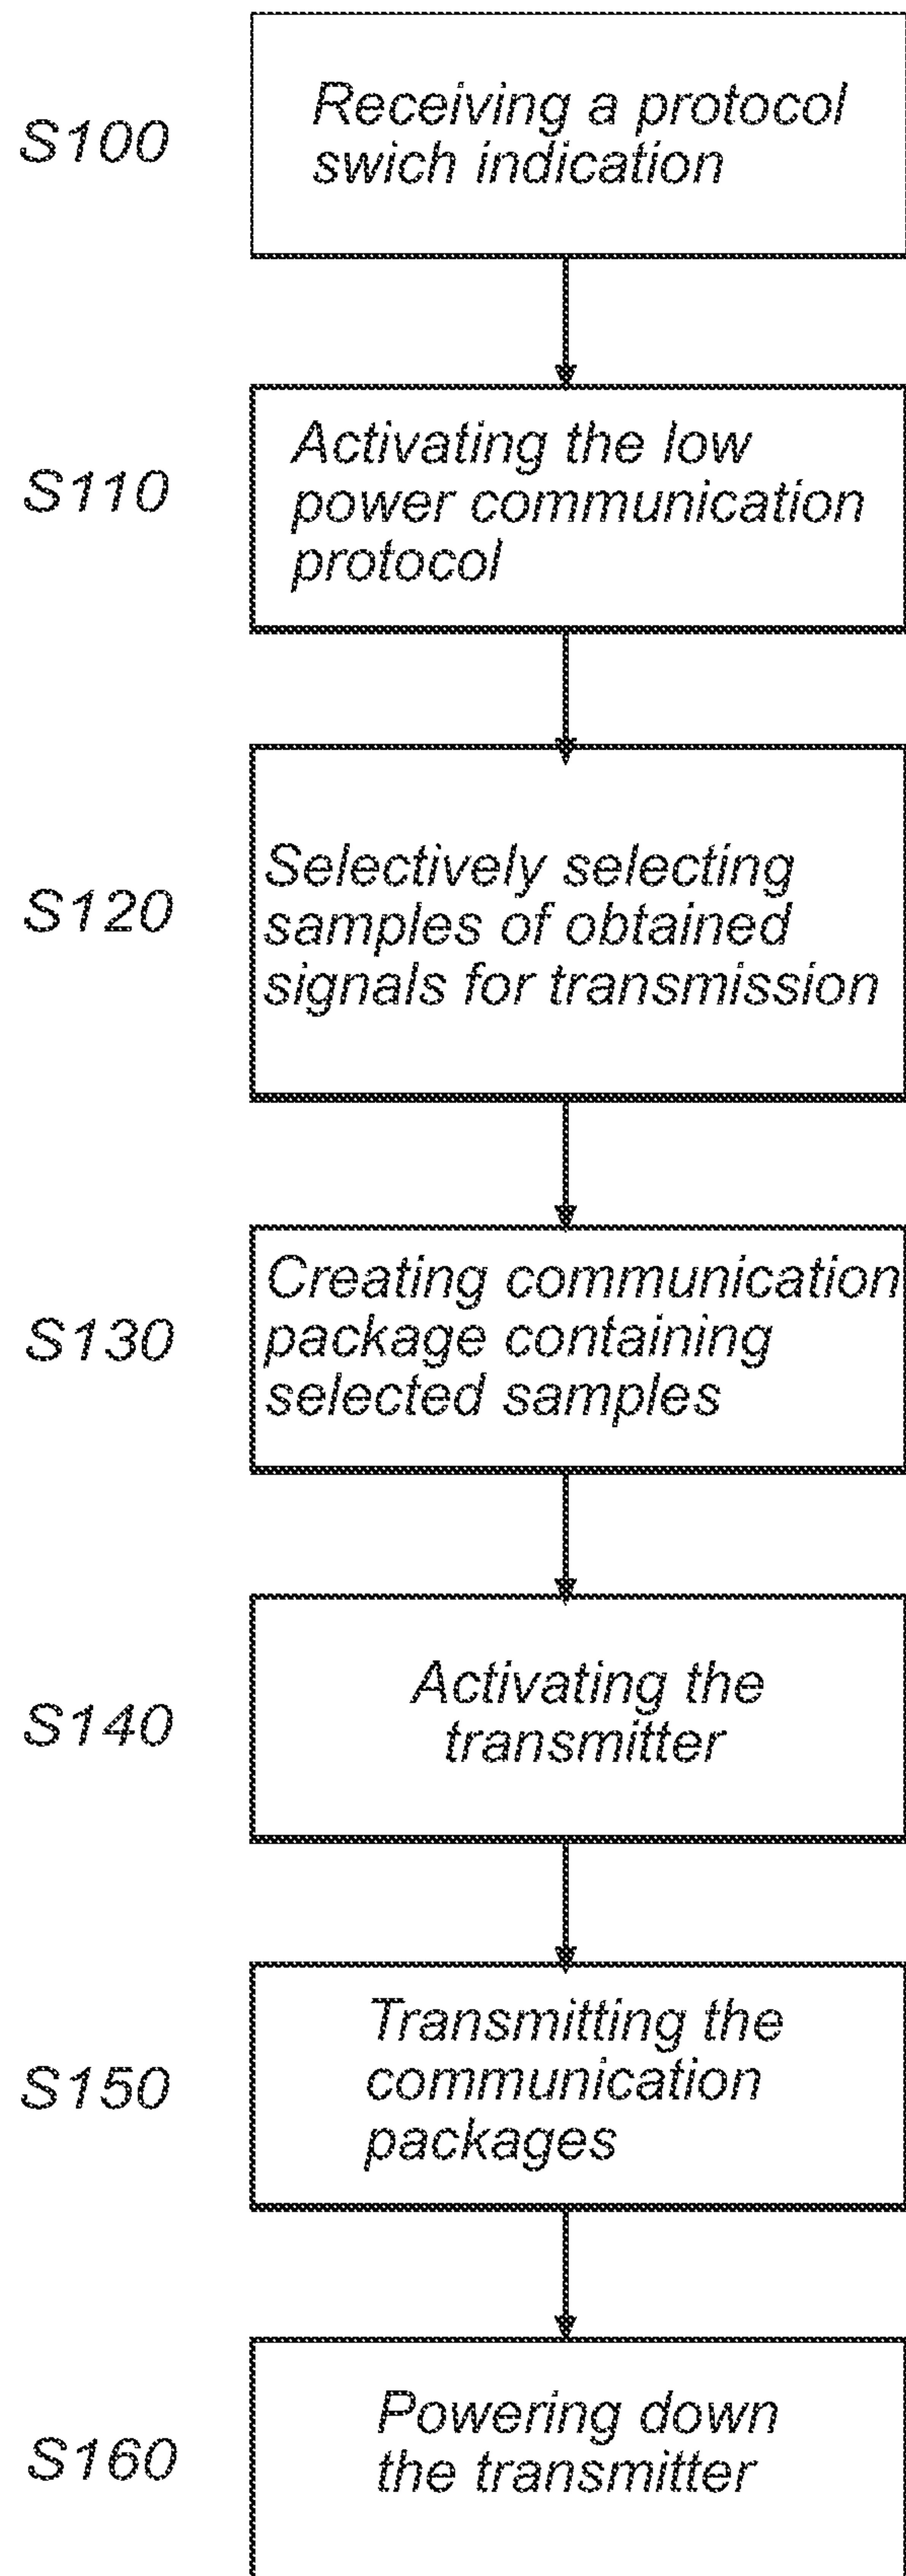 S100
Receiving a protocol
swich indication
S110
Activating the low
power communication
protocol
S120
Selectively selecting
samples of obtained
signals for transmission
S130
Creating communication
package containing
selected samples
S140
Activating the
transmitter
S150
Transmitting the
communication
packages
S160
Powering down
the transmitter